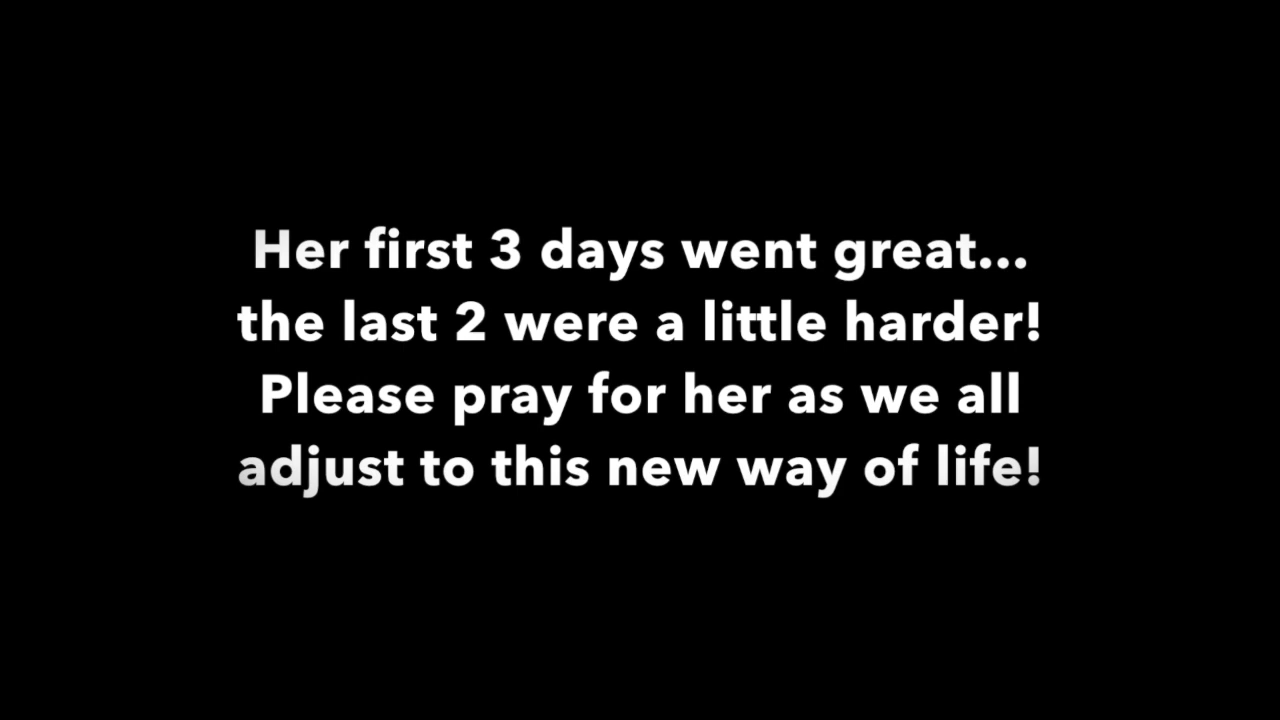 Her first 3 days went great...
the last 2 were a little harder!
Please pray for her as we all
adjust to this new way of life!